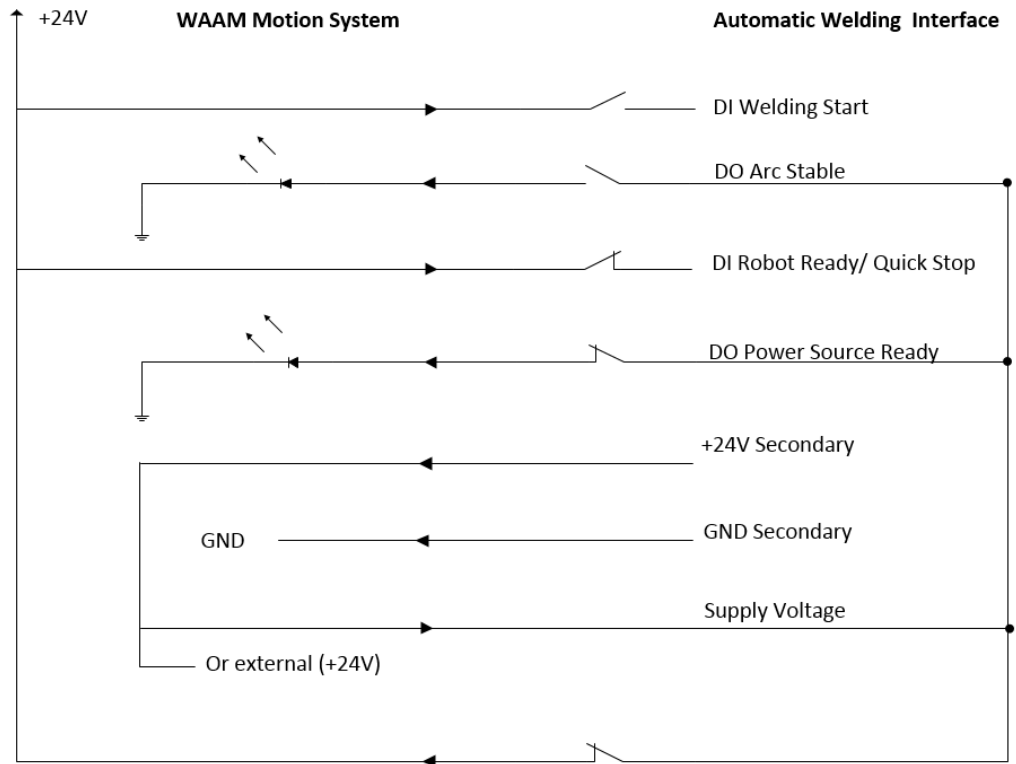 +24V
WAAM Motion System
Automatic Welding Interface
DI Welding Start
DO Arc Stable
DI Robot Ready/ Quick Stop
DO Power Source Ready
+24V Secondary
GND
GND Secondary
Supply Voltage
Or external (+24V)